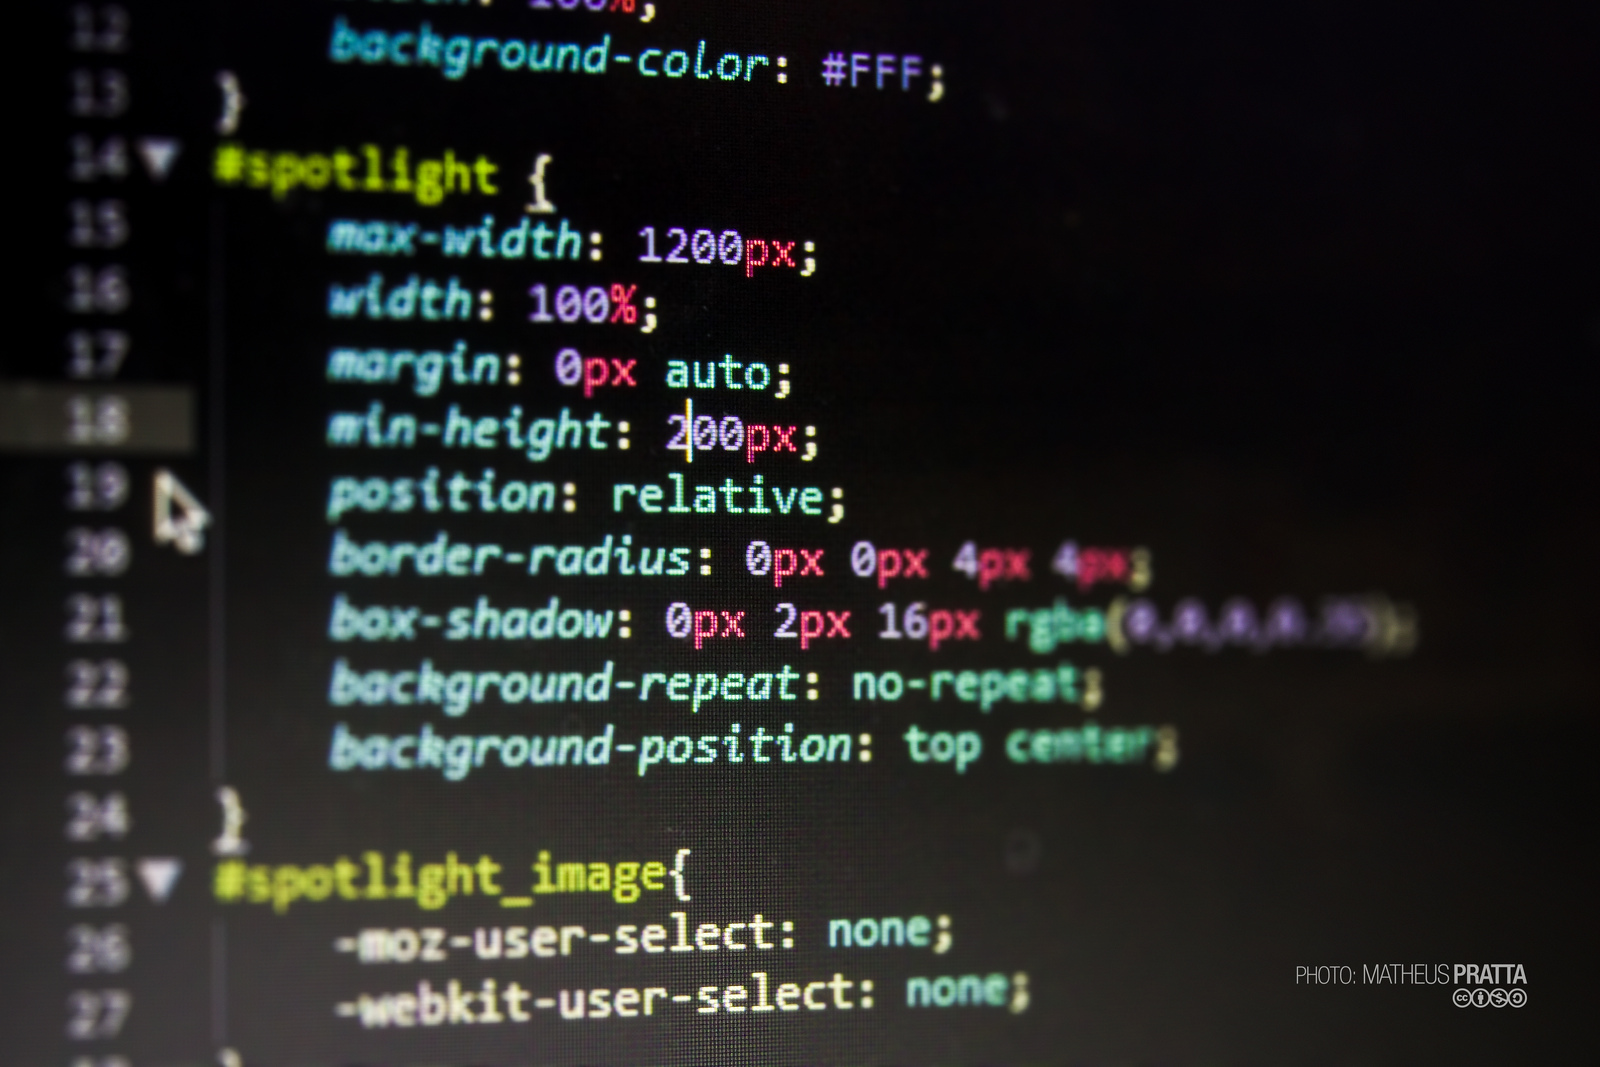 12 background-color: #FFF;
13 }
14 #spotlight {
15 max-width: 1200px;
16 width: 100%;
17 margin: 0px auto;
18 min-height: 200px;
19 position: relative;
20 border-radius: 0px 0px 4px 4px;
21 box-shadow: 0px 2px 16px rgba(0,0,0,
22 background-repeat: no-repeat;
23 background-position: top center;
24 }
25 #spotlight_image{
26 -moz-user-select: none;
27 -webkit-user-select: none;
PHOTO: MATHEUS PRATTA